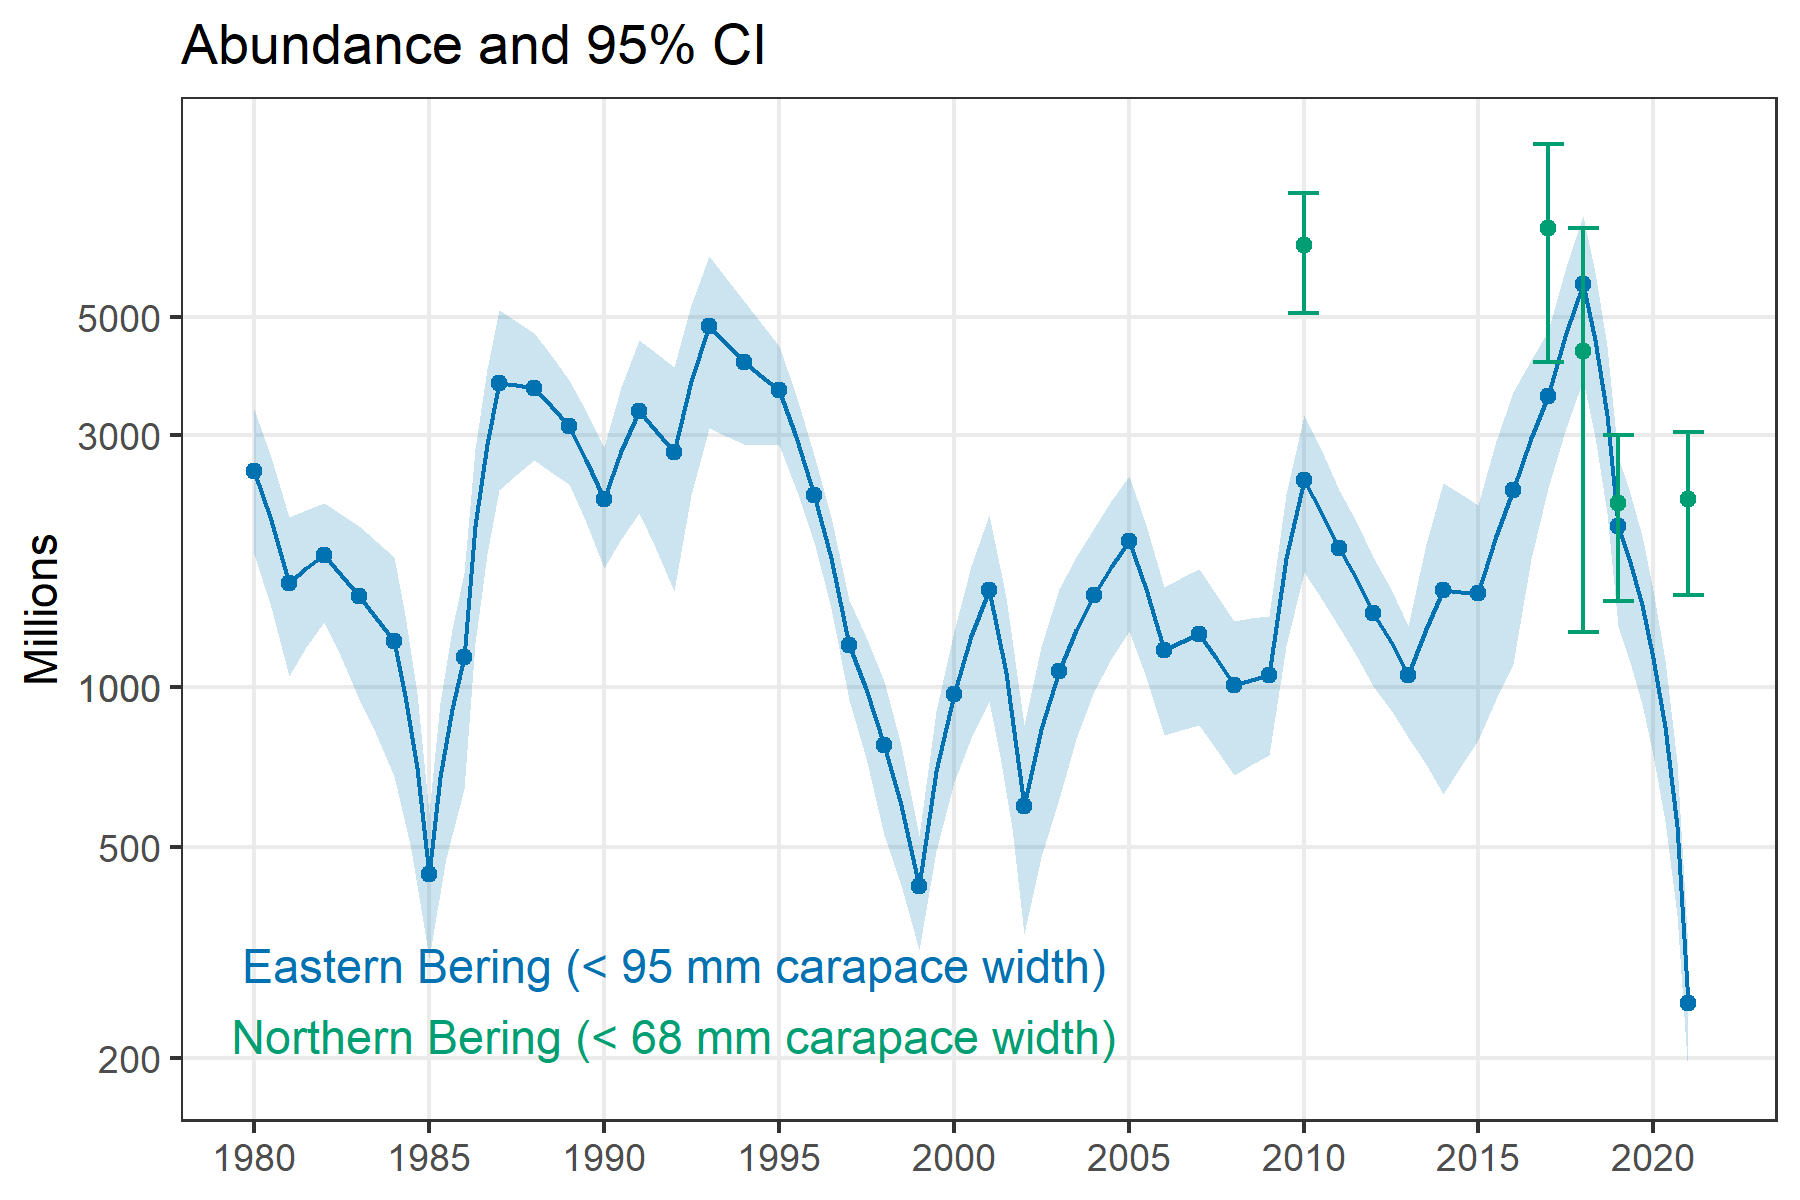 Abundance and 95% CI
Millions
5000
3000
1000
500
200
Eastern Bering (< 95 mm carapace width)
Northern Bering (< 68 mm carapace width)
1980 1985 1990 1995 2000 2005 2010 2015 2020